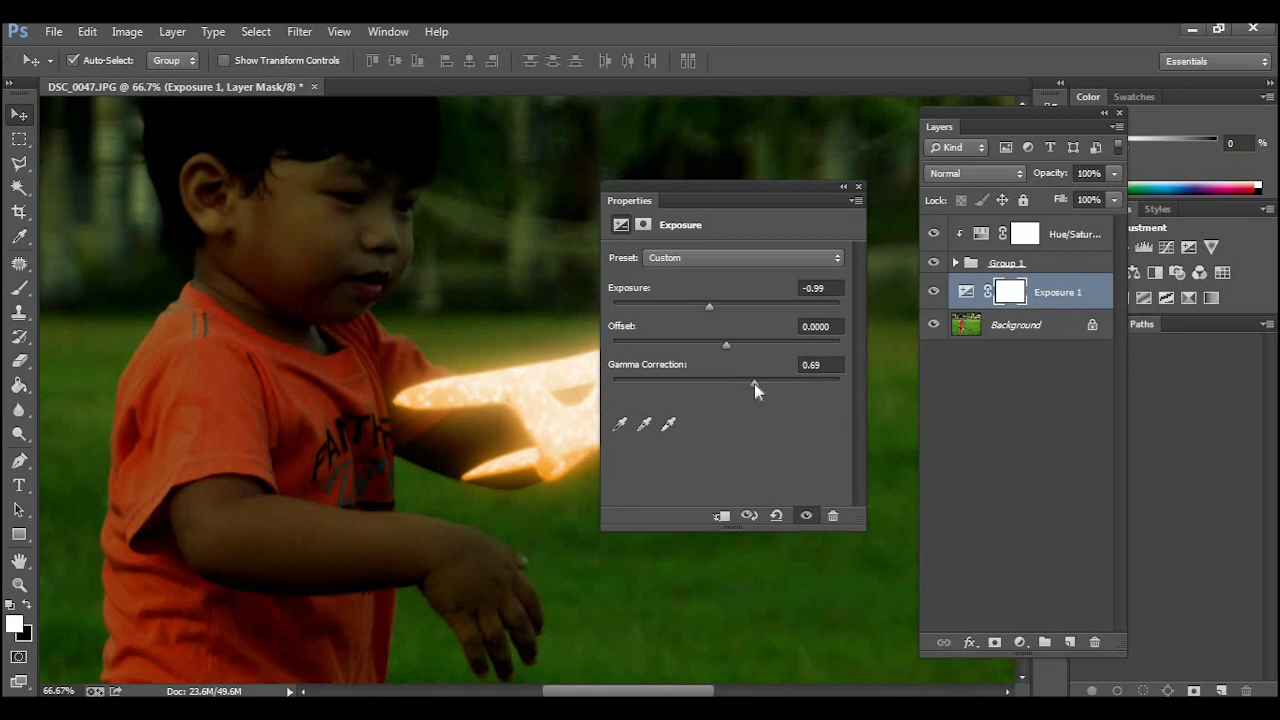 Ps File Edit Image Layer Type Select Filter View Window Help
Auto-Select: Group Show Transform Controls Essentials
DSC_0047.JPG @ 66.7% (Exposure 1, Layer Mask/8) *
Color Swatches
0 %
Styles
Layers
Kind
Normal Opacity: 100%
Lock: Fill: 100%
Hue/Satur...
Group 1
Exposure 1
Background
Paths
Properties
Exposure
Preset: Custom
Exposure: -0.99
Offset: 0.0000
Gamma Correction: 0.69
66.67% Doc: 23.6M/49.6M